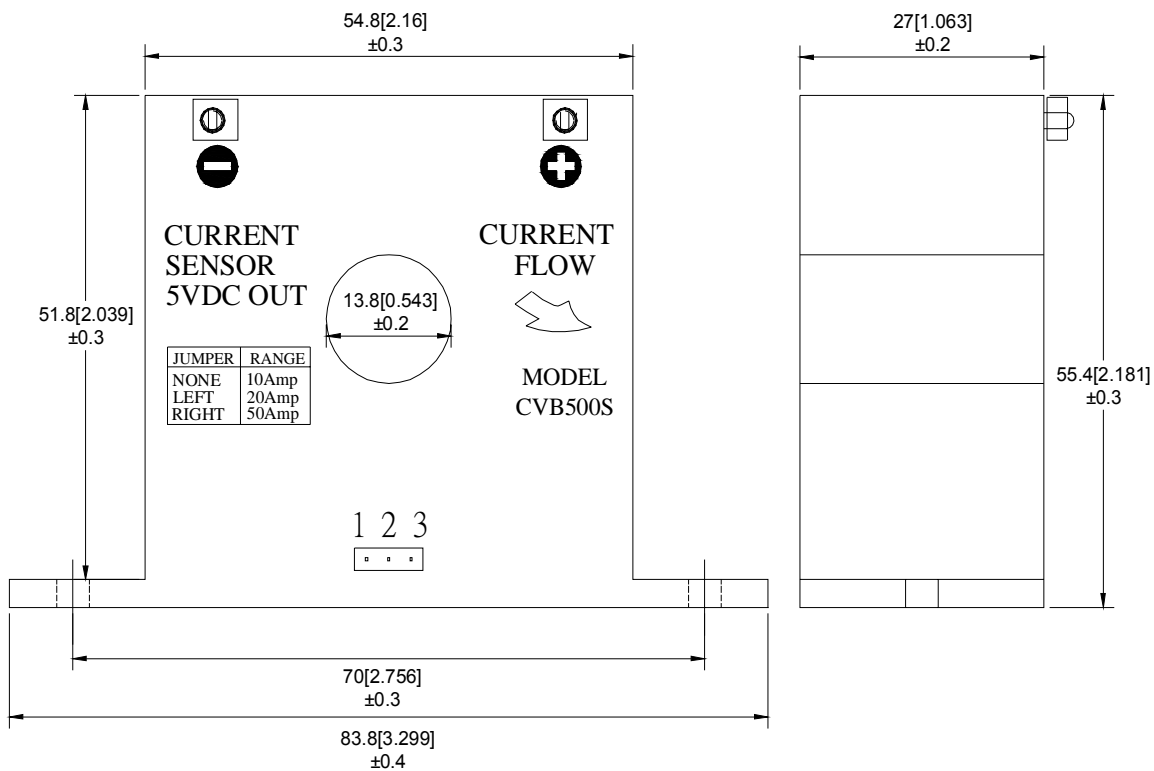 54.8[2.16]
±0.3
27[1.063]
±0.2
CURRENT
SENSOR
5VDC OUT
CURRENT
FLOW
51.8[2.039]
±0.3
13.8[0.543]
±0.2
JUMPER RANGE
NONE 10Amp
LEFT 20Amp
RIGHT 50Amp
MODEL
CVB500S
55.4[2.181]
±0.3
1 2 3
70[2.756]
±0.3
83.8[3.299]
±0.4